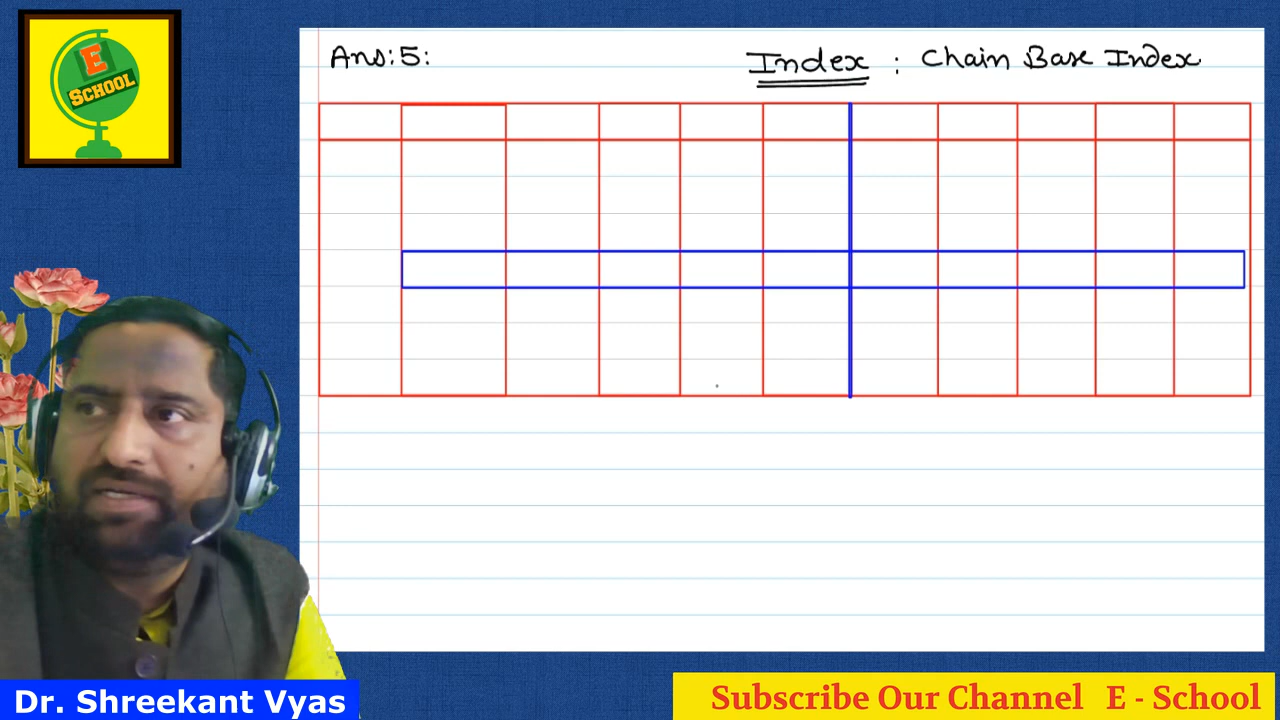 E
SCHOOL
Ans:5:
Index : Chain Base Index
Dr. Shreekant Vyas
Subscribe Our Channel E - School